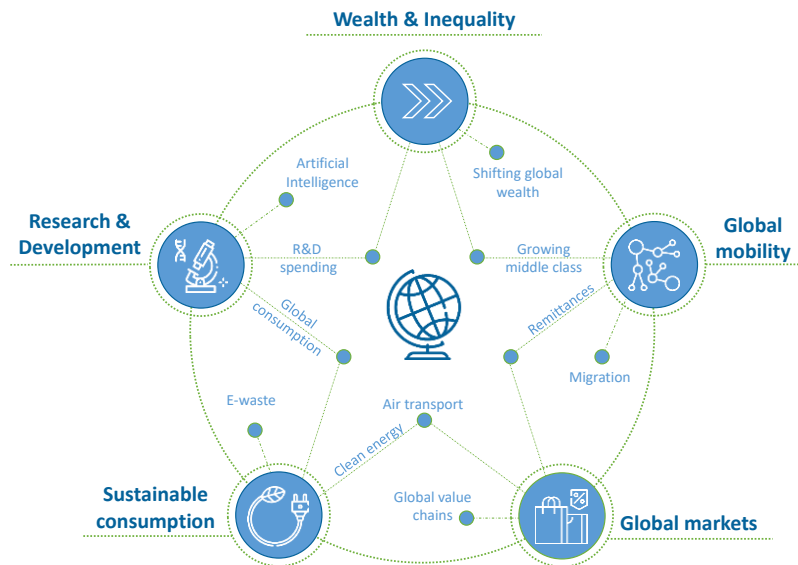 Wealth & Inequality
Artificial
Intelligence
Shifting global
wealth
Research &
Development
Global
mobility
R&D
spending
Growing
middle class
Global
consumption
Remittances
Migration
E-waste
Air transport
Clean energy
Sustainable
consumption
Global value
chains
Global markets
%